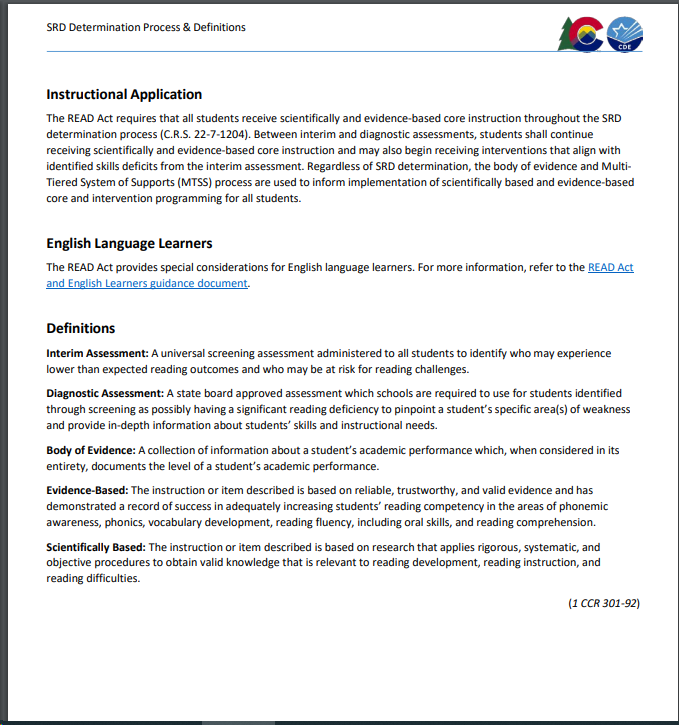 SRD Determination Process & Definitions
CDE
Instructional Application
The READ Act requires that all students receive scientifically and evidence-based core instruction throughout the SRD
determination process (C.R.S. 22-7-1204). Between interim and diagnostic assessments, students shall continue
receiving scientifically and evidence-based core instruction and may also begin receiving interventions that align with
identified skills deficits from the interim assessment. Regardless of SRD determination, the body of evidence and Multi-
Tiered System of Supports (MTSS) process are used to inform implementation of scientifically based and evidence-based
core and intervention programming for all students.
English Language Learners
The READ Act provides special considerations for English language learners. For more information, refer to the READ Act
and English Learners guidance document.
Definitions
Interim Assessment: A universal screening assessment administered to all students to identify who may experience
lower than expected reading outcomes and who may be at risk for reading challenges.
Diagnostic Assessment: A state board approved assessment which schools are required to use for students identified
through screening as possibly having a significant reading deficiency to pinpoint a student's specific area(s) of weakness
and provide in-depth information about students' skills and instructional needs.
Body of Evidence: A collection of information about a student's academic performance which, when considered in its
entirety, documents the level of a student's academic performance.
Evidence-Based: The instruction or item described is based on reliable, trustworthy, and valid evidence and has
demonstrated a record of success in adequately increasing students' reading competency in the areas of phonemic
awareness, phonics, vocabulary development, reading fluency, including oral skills, and reading comprehension.
Scientifically Based: The instruction or item described is based on research that applies rigorous, systematic, and
objective procedures to obtain valid knowledge that is relevant to reading development, reading instruction, and
reading difficulties.
(1 CCR 301-92)